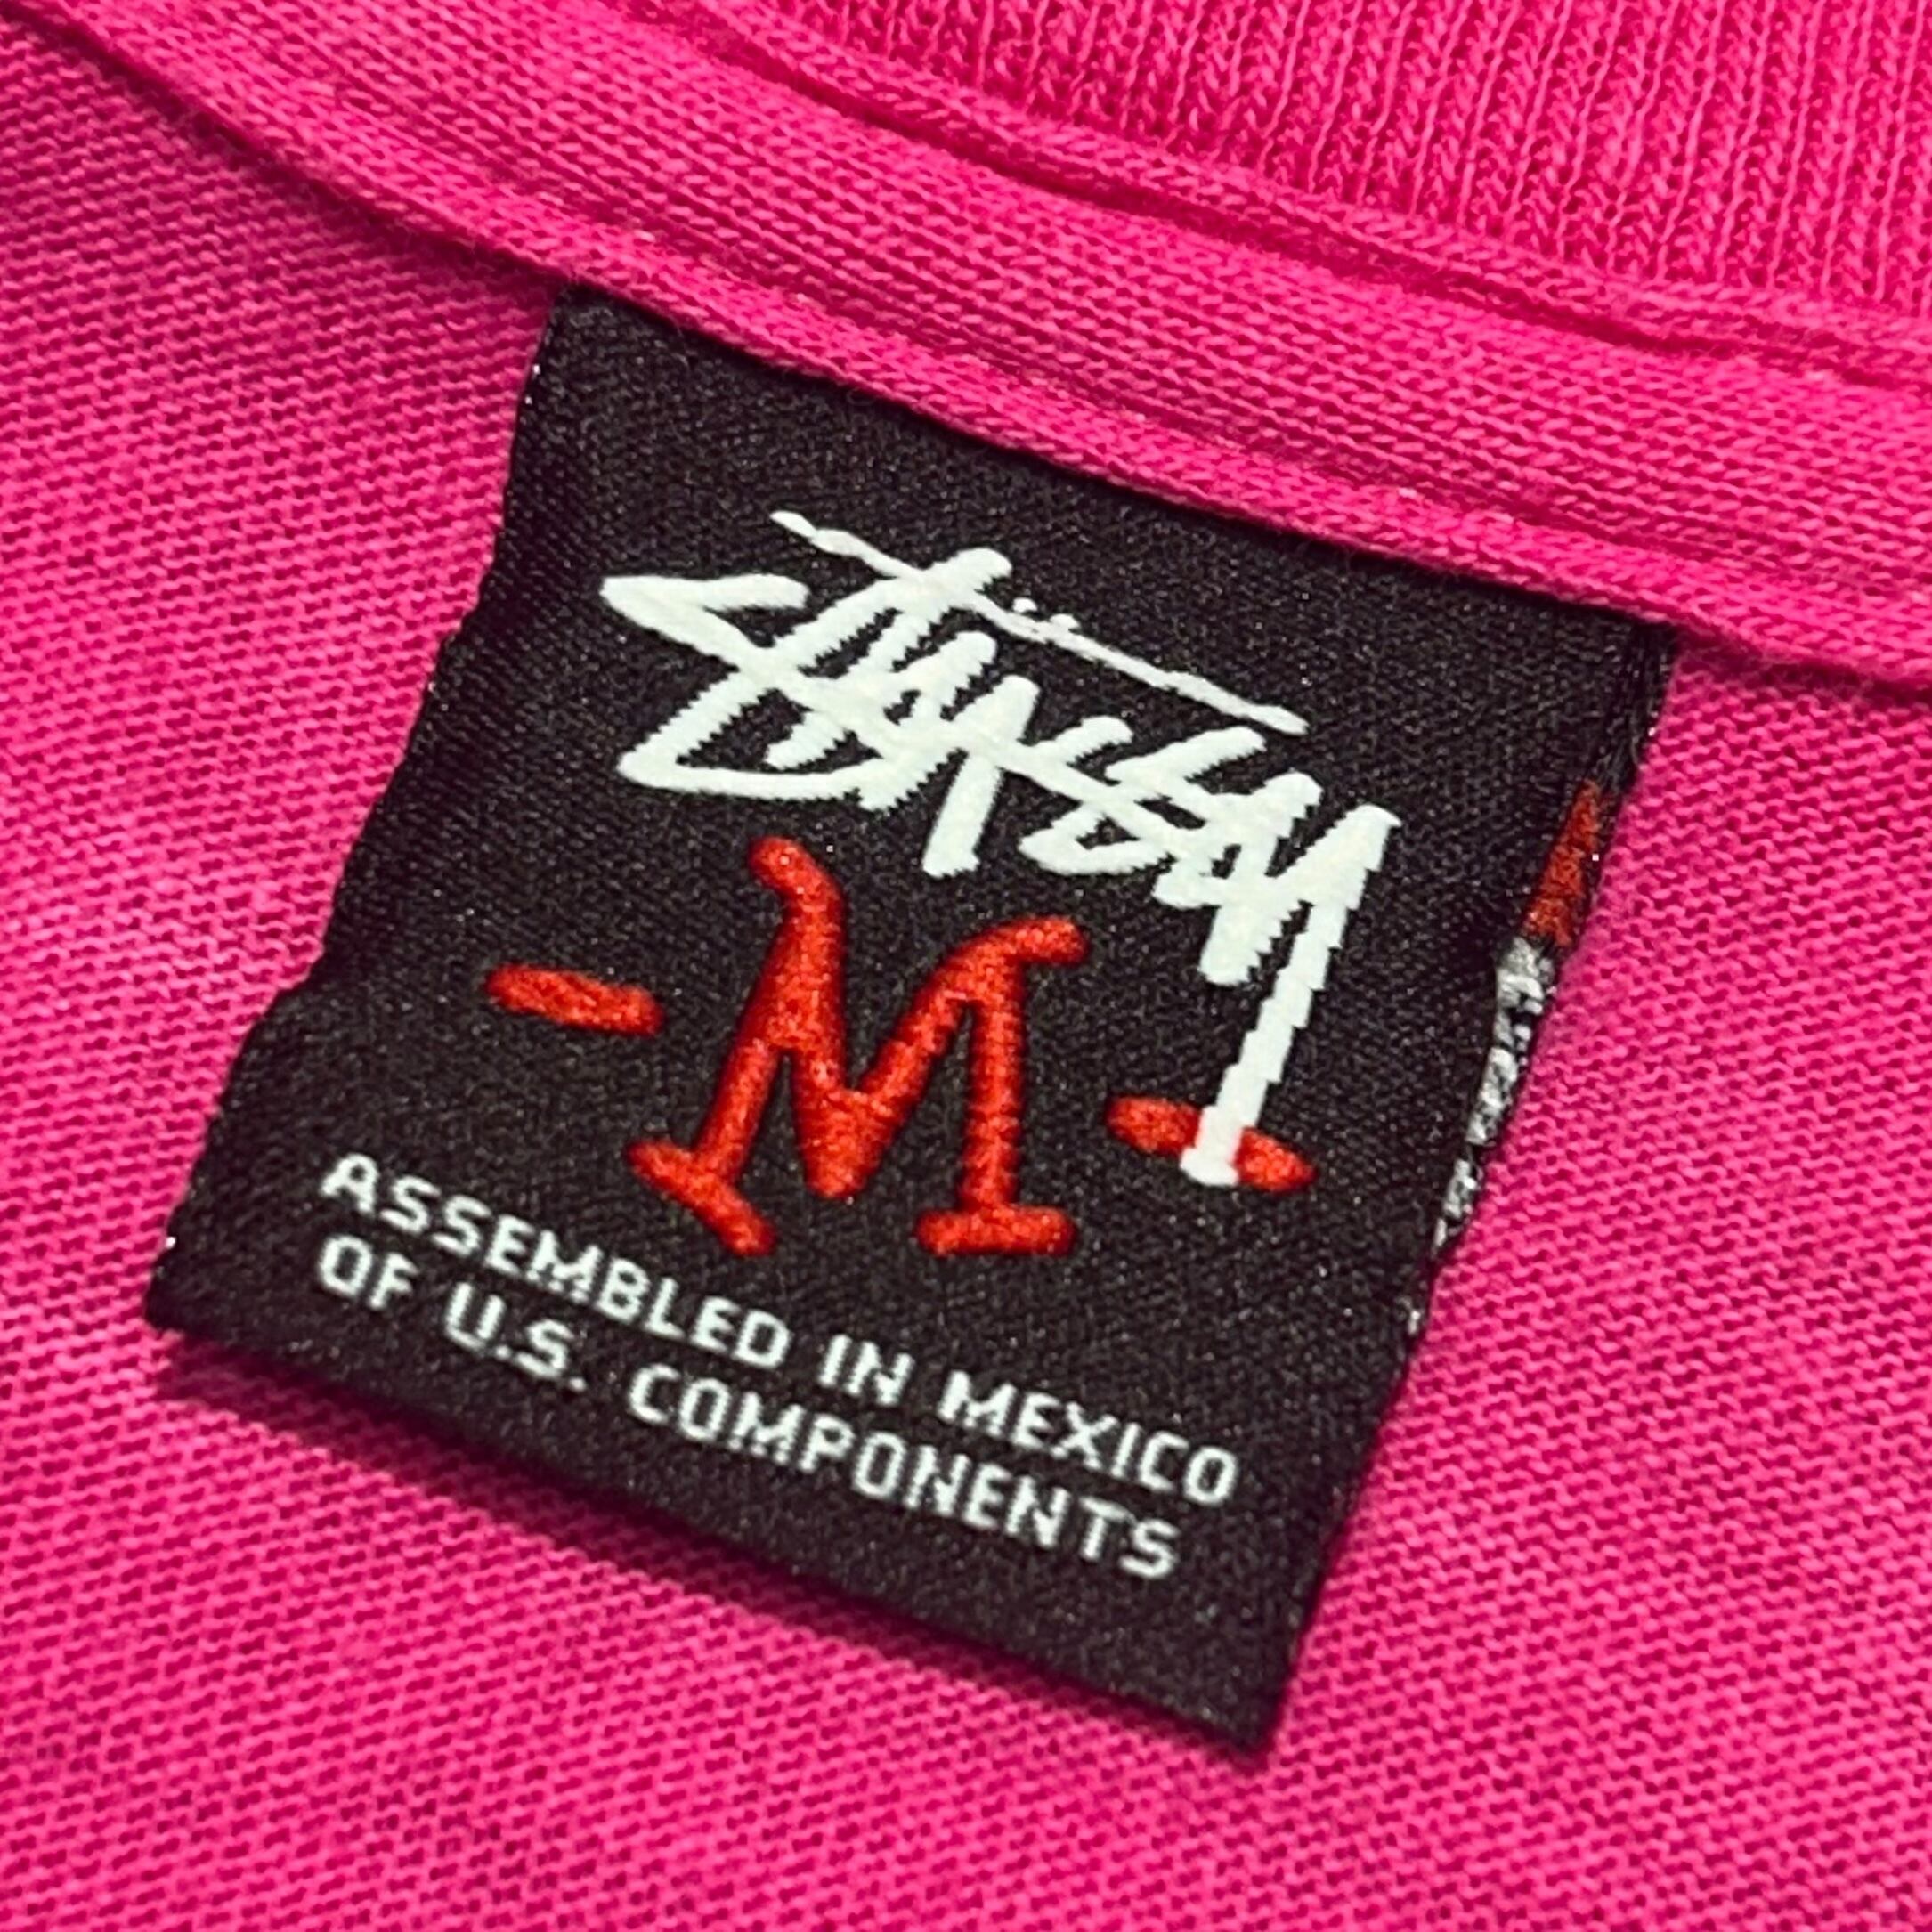 Stüssy
- M -
ASSEMBLED IN MEXICO
OF U.S. COMPONENTS